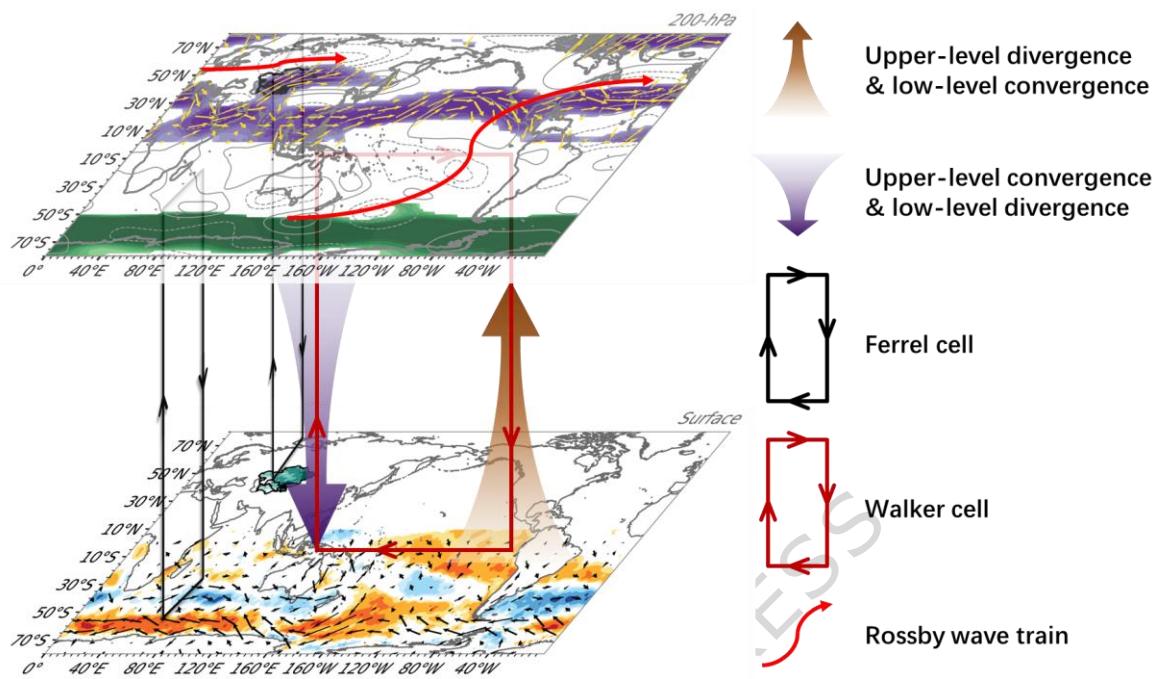 200-hPa
70°N
50°N
30°N
10°N
10°S
30°S
50°S
70°S
0° 40°E 80°E 120°E 160°E 160°W 120°W 80°W 40°W
Surface
70°N
50°N
30°N
10°N
10°S
30°S
50°S
70°S
0° 40°E 80°E 120°E 160°E 160°W 120°W 80°W 40°W
Upper-level divergence
& low-level convergence
Upper-level convergence
& low-level divergence
Ferrel cell
Walker cell
Rossby wave train
ESS